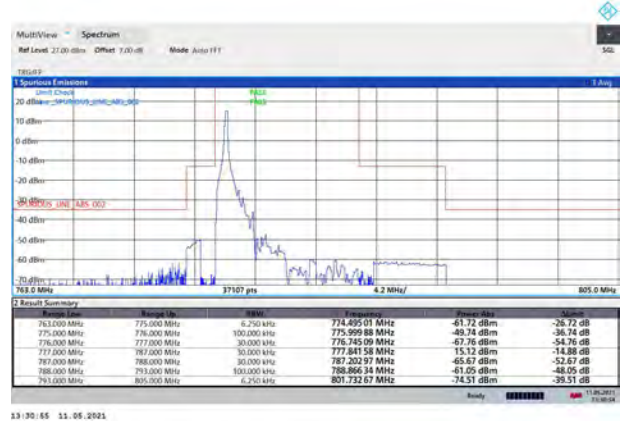 MultiView Spectrum
Ref Level 27.00 dBm Offset 7.00 dB Mode Auto FFT
SGL
TRG:IFP
1 Spurious Emissions 1 Avg
Limit Check PASS
20 dBm _SPURIOUS_LINE_ABS_002 PASS
10 dBm
0 dBm
-10 dBm
-20 dBm
-30 dBm
_SPURIOUS_LINE_ABS_002
-40 dBm
-50 dBm
-60 dBm
-70 dBm
763.0 MHz 37107 pts 4.2 MHz/ 805.0 MHz
2 Result Summary
Range Low Range Up RBW Frequency Power Abs ΔLimit
763.000 MHz 775.000 MHz 6.250 kHz 774.495 01 MHz -61.72 dBm -26.72 dB
775.000 MHz 776.000 MHz 100.000 kHz 775.999 88 MHz -49.74 dBm -36.74 dB
776.000 MHz 777.000 MHz 30.000 kHz 776.745 09 MHz -67.76 dBm -54.76 dB
777.000 MHz 787.000 MHz 30.000 kHz 777.841 58 MHz 15.12 dBm -14.88 dB
787.000 MHz 788.000 MHz 30.000 kHz 787.202 97 MHz -65.67 dBm -52.67 dB
788.000 MHz 793.000 MHz 100.000 kHz 788.866 34 MHz -61.05 dBm -48.05 dB
793.000 MHz 805.000 MHz 6.250 kHz 801.732 67 MHz -74.51 dBm -39.51 dB
Ready 11.05.2021
13:30:54
13:30:55 11.05.2021